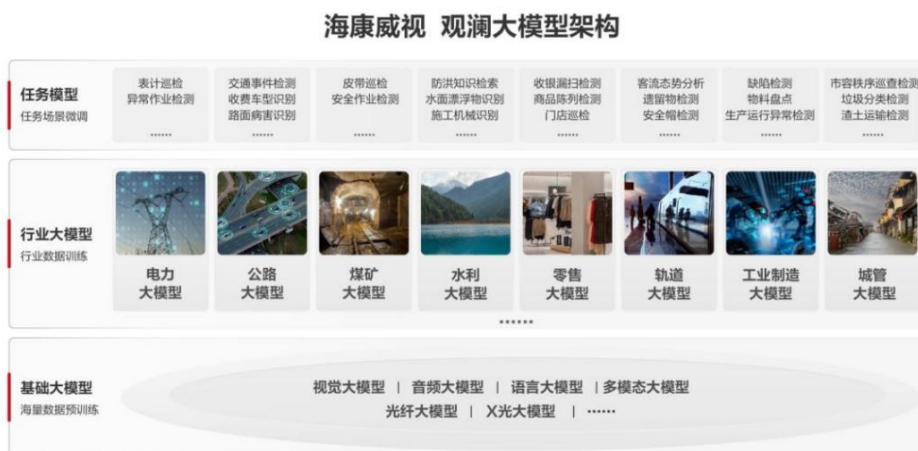 海康威视 观澜大模型架构
任务模型
任务场景微调
表计巡检
异常作业检测
......
交通事件检测
收费车型识别
路面病害识别
......
皮带巡检
安全作业检测
......
防洪知识检索
水面漂浮物识别
施工机械识别
......
收银漏扫检测
商品陈列检测
门店巡检
......
客流态势分析
遗留物检测
安全帽检测
......
缺陷检测
物料盘点
生产运行异常检测
......
市容秩序巡查检测
垃圾分类检测
渣土运输检测
......
行业大模型
行业数据训练
电力
大模型
公路
大模型
煤矿
大模型
水利
大模型
零售
大模型
轨道
大模型
工业制造
大模型
城管
大模型
......
基础大模型
海量数据预训练
视觉大模型 | 音频大模型 | 语言大模型 | 多模态大模型
光纤大模型 | X光大模型 | ......